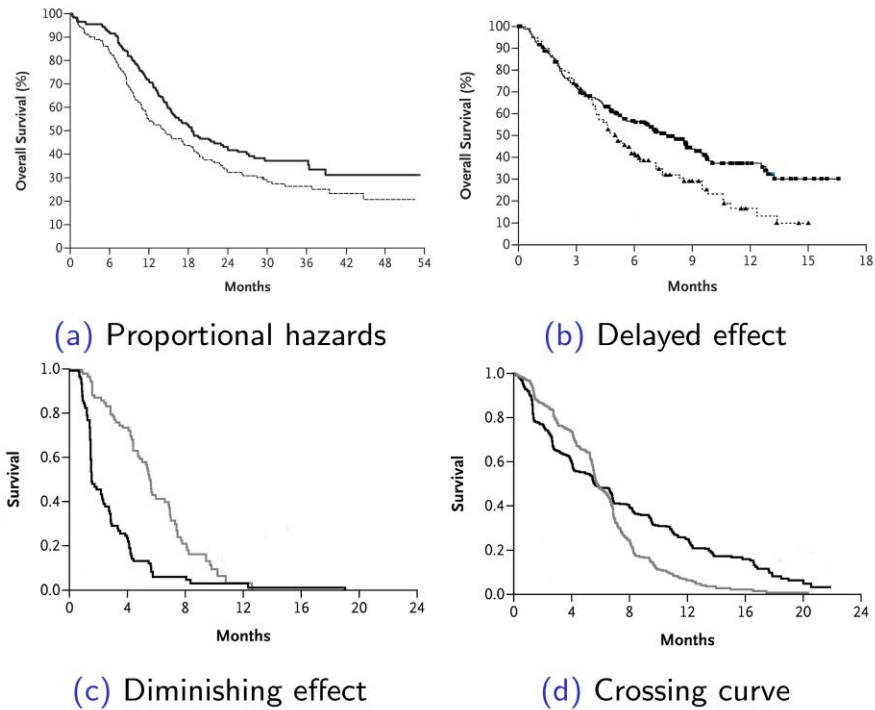 Overall Survival (%)
100
90
80
70
60
50
40
30
20
10
0
0 6 12 18 24 30 36 42 48 54
Months
(a) Proportional hazards
Overall Survival (%)
100
90
80
70
60
50
40
30
20
10
0
0 3 6 9 12 15 18
Months
(b) Delayed effect
Survival
1.0
0.8
0.6
0.4
0.2
0.0
0 4 8 12 16 20 24
Months
(c) Diminishing effect
Survival
1.0
0.8
0.6
0.4
0.2
0.0
0 4 8 12 16 20 24
Months
(d) Crossing curve